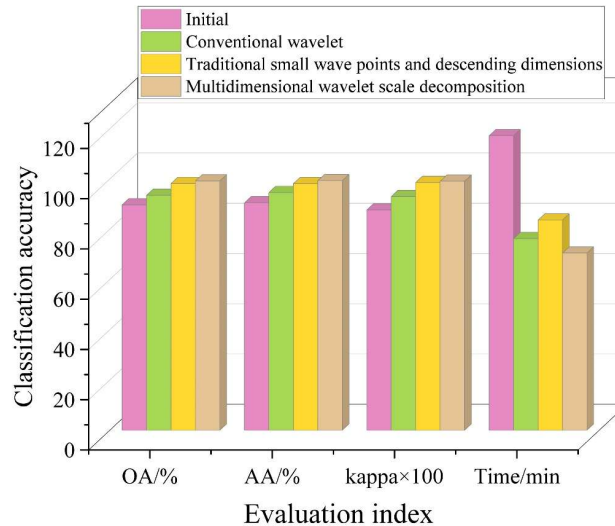 Initial
Conventional wavelet
Traditional small wave points and descending dimensions
Multidimensional wavelet scale decomposition
120
100
80
60
40
20
0
Classification accuracy
OA/% AA/% kappa×100 Time/min
Evaluation index